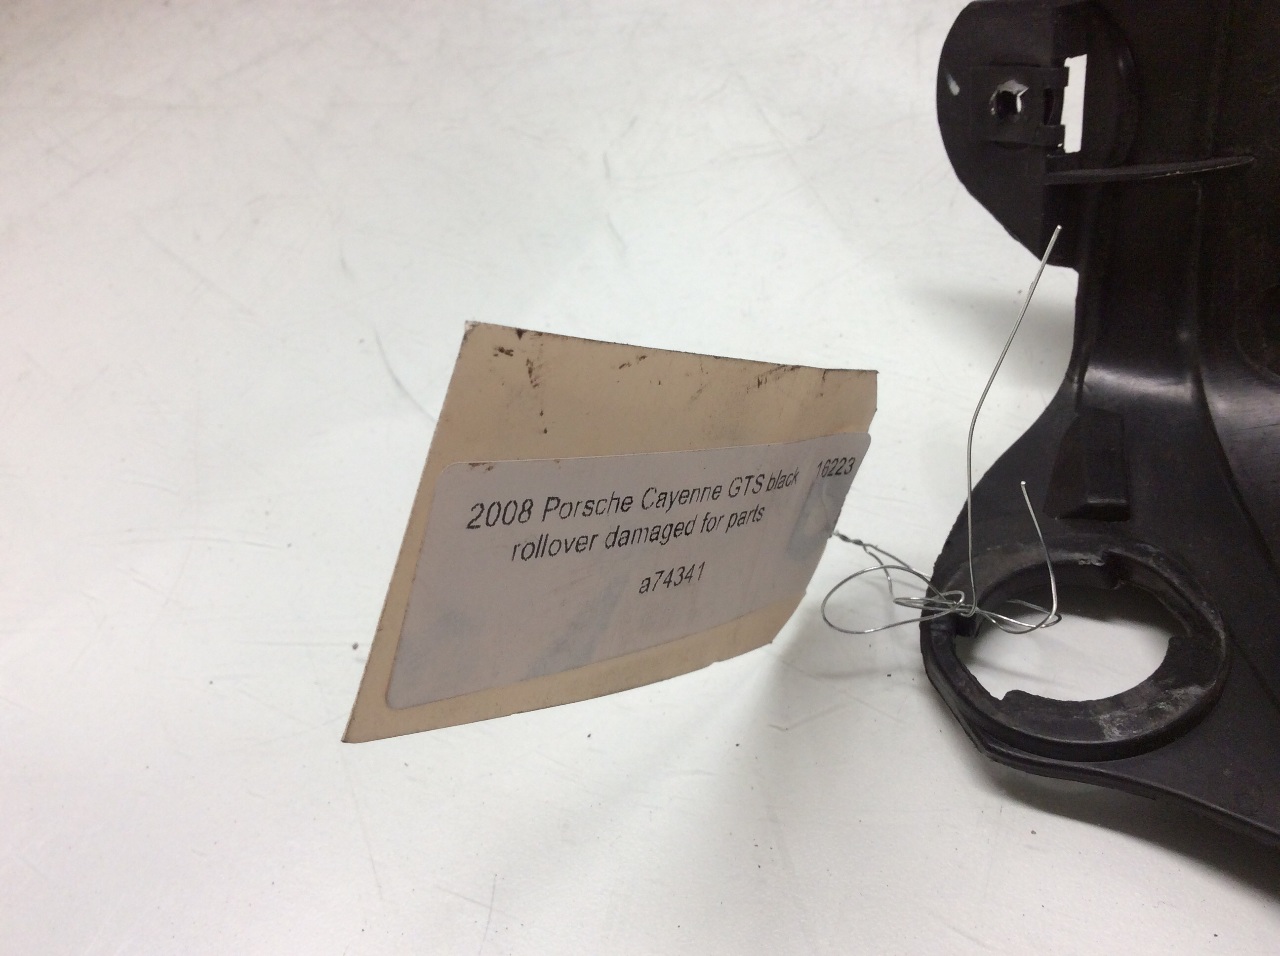 2008 Porsche Cayenne GTS black 16223
rollover damaged for parts
a74341